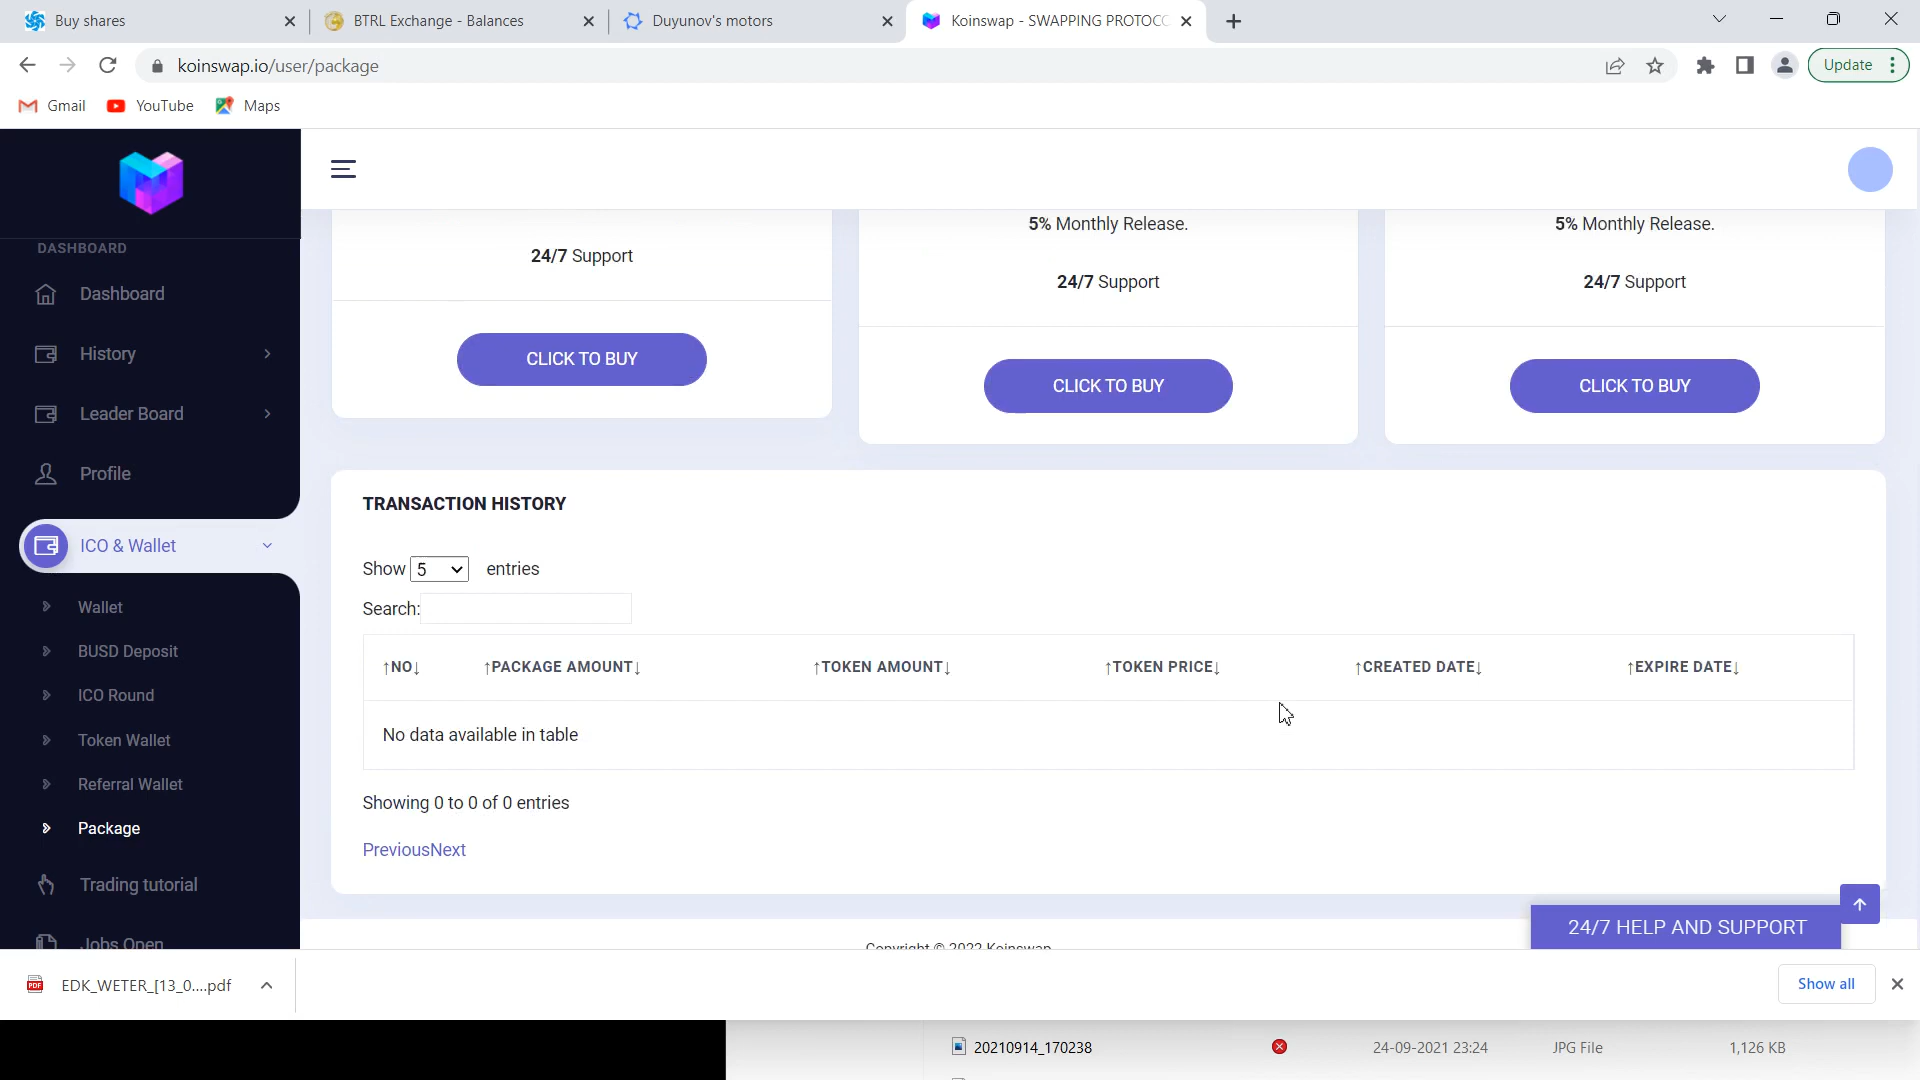 Buy shares
BTRL Exchange - Balances
Duyunov's motors
Koinswap - SWAPPING PROTOCO
koinswap.io/user/package
Update
Gmail
YouTube
Maps
DASHBOARD
Dashboard
History
Leader Board
Profile
ICO & Wallet
Wallet
BUSD Deposit
ICO Round
Token Wallet
Referral Wallet
Package
Trading tutorial
Jobs Open
24/7 Support
CLICK TO BUY
5% Monthly Release.
24/7 Support
CLICK TO BUY
5% Monthly Release.
24/7 Support
CLICK TO BUY
TRANSACTION HISTORY
Show 5 entries
Search:
↑NO↓ ↑PACKAGE AMOUNT↓ ↑TOKEN AMOUNT↓ ↑TOKEN PRICE↓ ↑CREATED DATE↓ ↑EXPIRE DATE↓
No data available in table
Showing 0 to 0 of 0 entries
PreviousNext
24/7 HELP AND SUPPORT
Copyright © 2022 Koinswap
EDK_WETER_[13_0....pdf
Show all
20210914_170238 24-09-2021 23:24 JPG File 1,126 KB